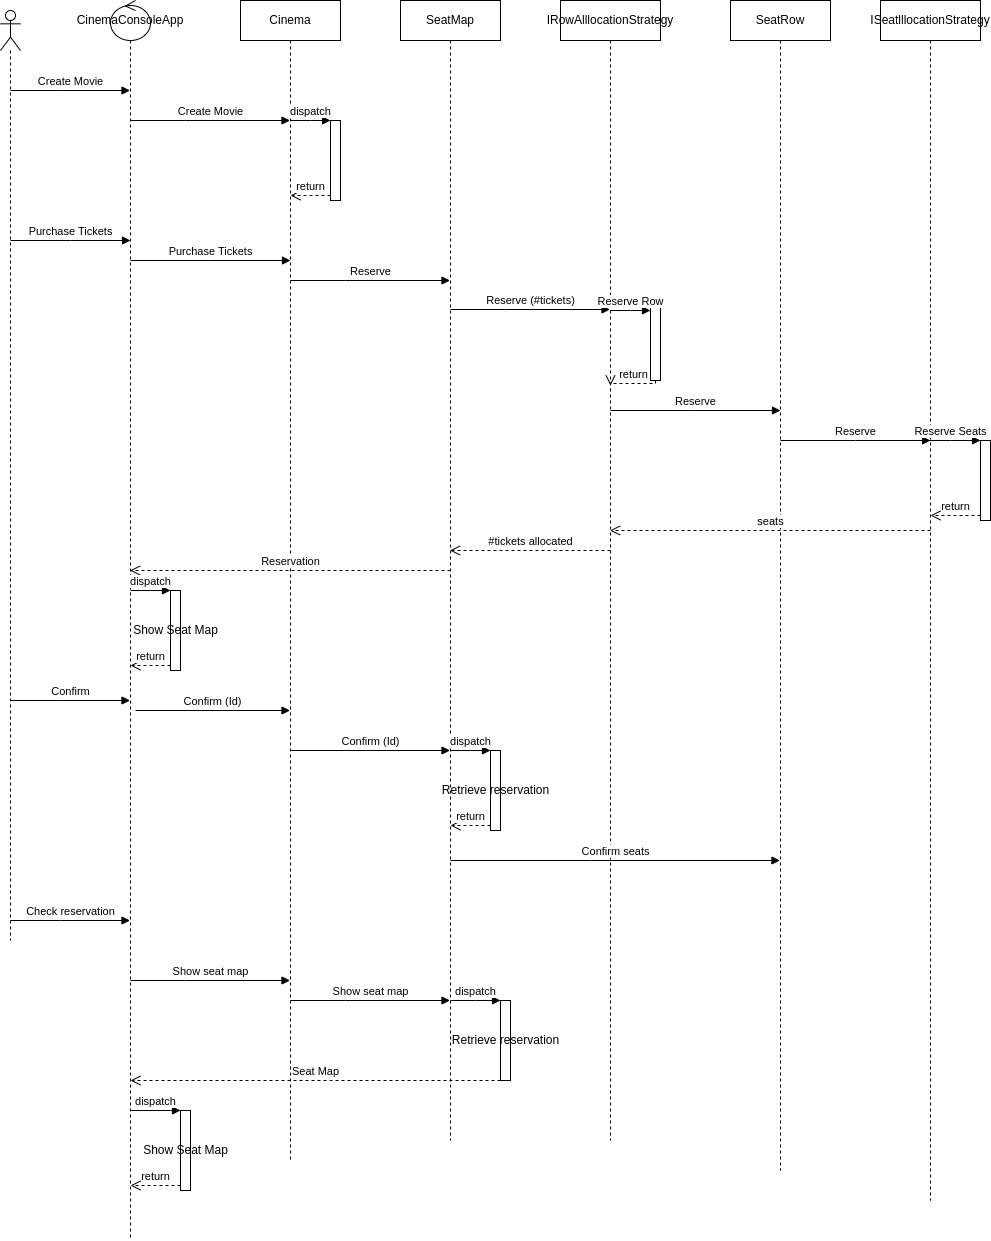 CinemaConsoleApp
Cinema
SeatMap
IRowAlllocationStrategy
SeatRow
ISeatlllocationStrategy
Create Movie
Create Movie
dispatch
return
Purchase Tickets
Purchase Tickets
Reserve
Reserve (#tickets)
Reserve Row
return
Reserve
Reserve
Reserve Seats
return
seats
#tickets allocated
Reservation
dispatch
Show Seat Map
return
Confirm
Confirm (Id)
Confirm (Id)
dispatch
Retrieve reservation
return
Confirm seats
Check reservation
Show seat map
Show seat map
dispatch
Retrieve reservation
Seat Map
dispatch
Show Seat Map
return